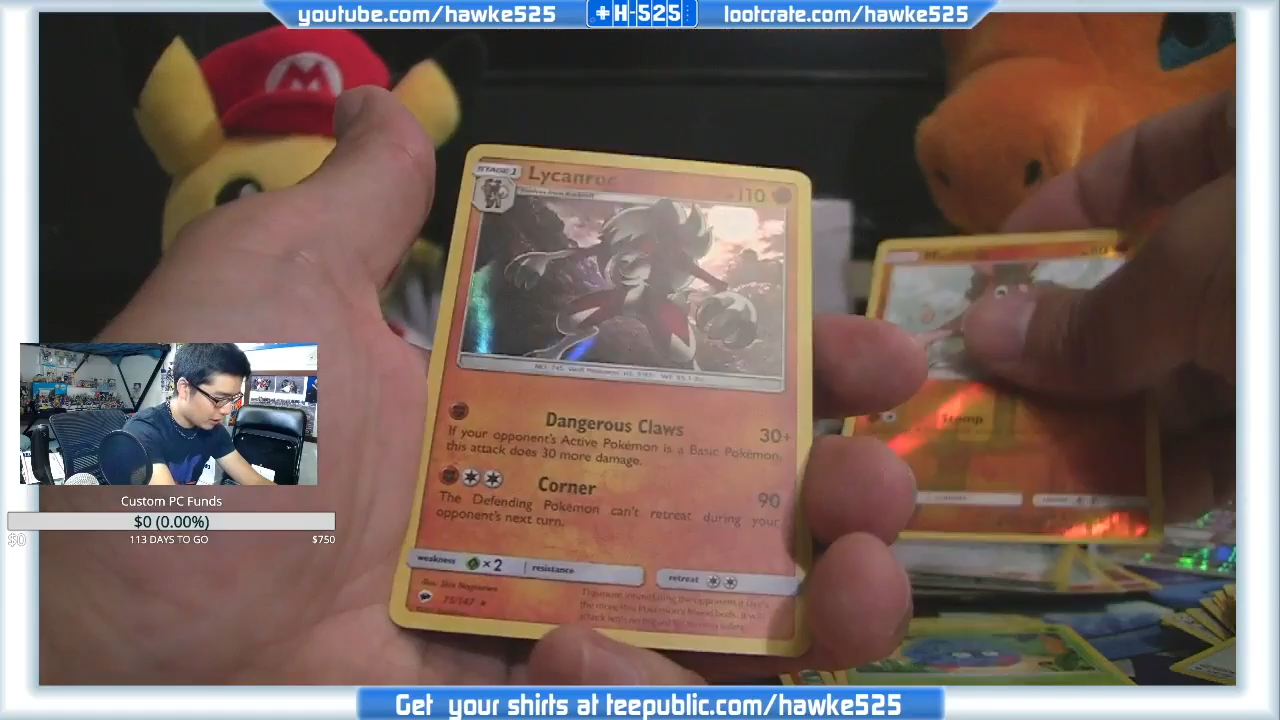 youtube.com/hawke525
+H-525
lootcrate.com/hawke525
STAGE 1
Lycanroc
110
Dangerous Claws 30+
If your opponent's Active Pokémon is a Basic Pokémon, this attack does 30 more damage.
Corner 90
The Defending Pokémon can't retreat during your
opponent's next turn.
weakness ×2 resistance retreat
75/147 ★
Stomp
Custom PC Funds
$0 (0.00%)
$0 113 DAYS TO GO $750
Get your shirts at teepublic.com/hawke525